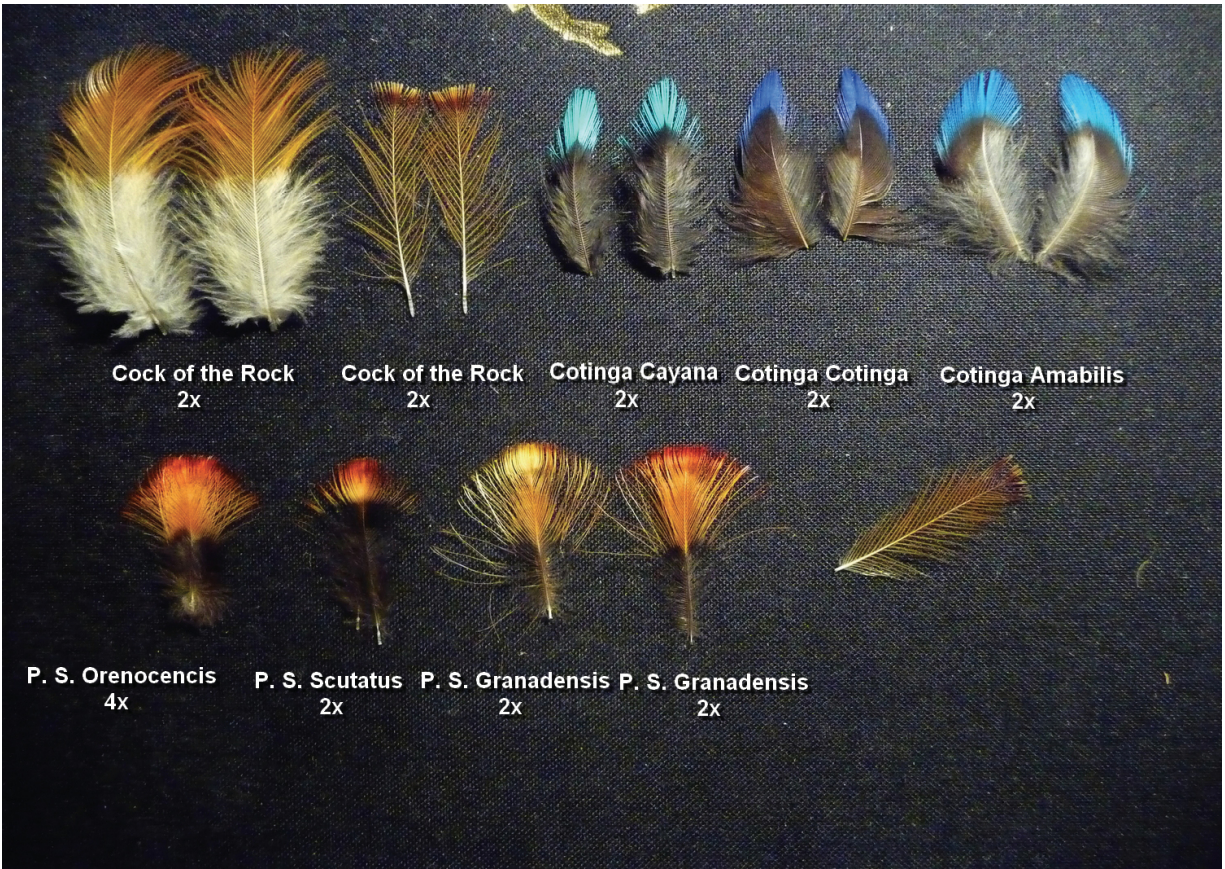 Cock of the Rock
2x
Cock of the Rock
2x
Cotinga Cayana
2x
Cotinga Cotinga
2x
Cotinga Amabilis
2x
P. S. Orenocencis
4x
P. S. Scutatus
2x
P. S. Granadensis
2x
P. S. Granadensis
2x